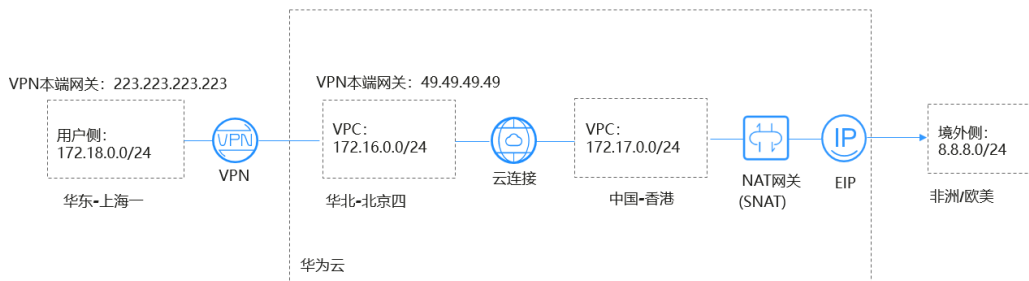 VPN本端网关：223.223.223.223
VPN本端网关：49.49.49.49
用户侧：
172.18.0.0/24
VPN
VPN
VPC：
172.16.0.0/24
云连接
VPC：
172.17.0.0/24
NAT网关
(SNAT)
IP
EIP
境外侧：
8.8.8.0/24
华东-上海一
华北-北京四
中国-香港
非洲/欧美
华为云